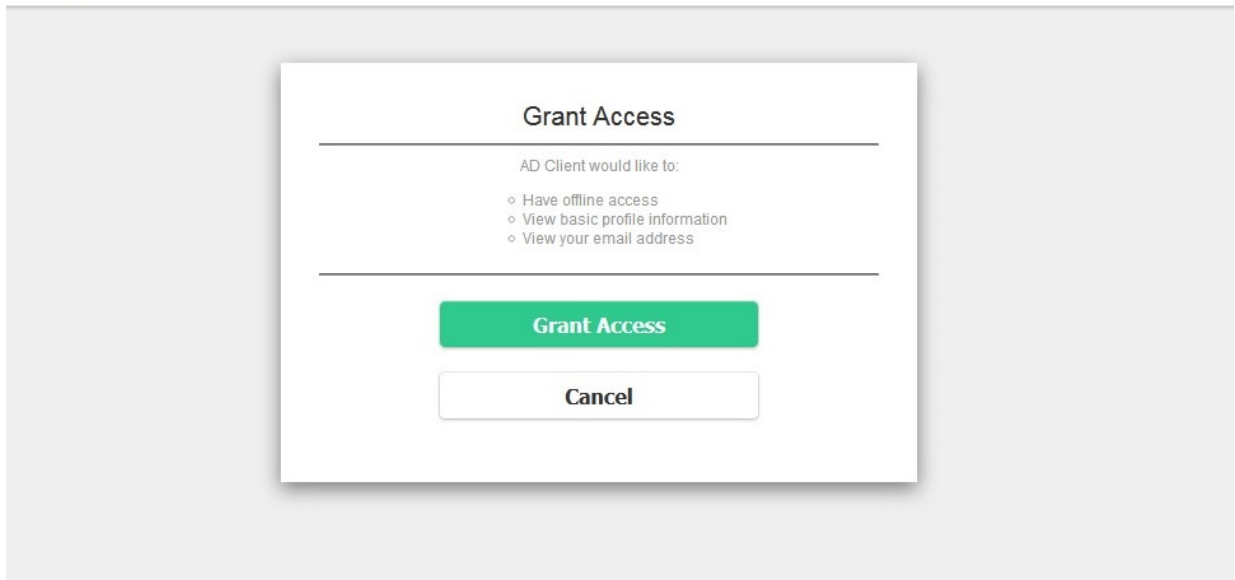 Grant Access
AD Client would like to:
Have offline access
View basic profile information
View your email address
Grant Access
Cancel